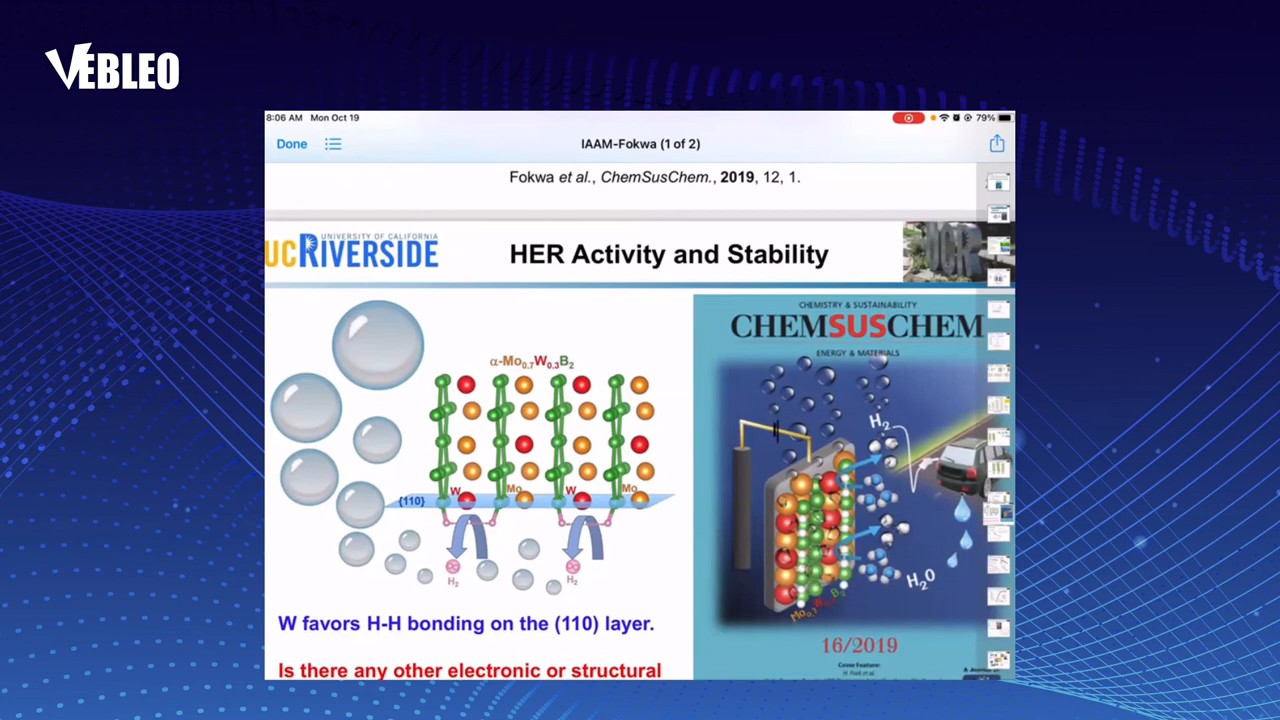 VEBLEO
8:06 AM Mon Oct 19
79%
Done
IAAM-Fokwa (1 of 2)
Fokwa et al., ChemSusChem., 2019, 12, 1.
UNIVERSITY OF CALIFORNIA
UCRIVERSIDE
HER Activity and Stability
UCR
α-Mo0.7W0.3B2
{110}
W
Mo
W
Mo
H2
H2
W favors H-H bonding on the (110) layer.
Is there any other electronic or structural
CHEMISTRY & SUSTAINABILITY
CHEMSUSCHEM
ENERGY & MATERIALS
H2
H2O
16/2019
Cover Feature: